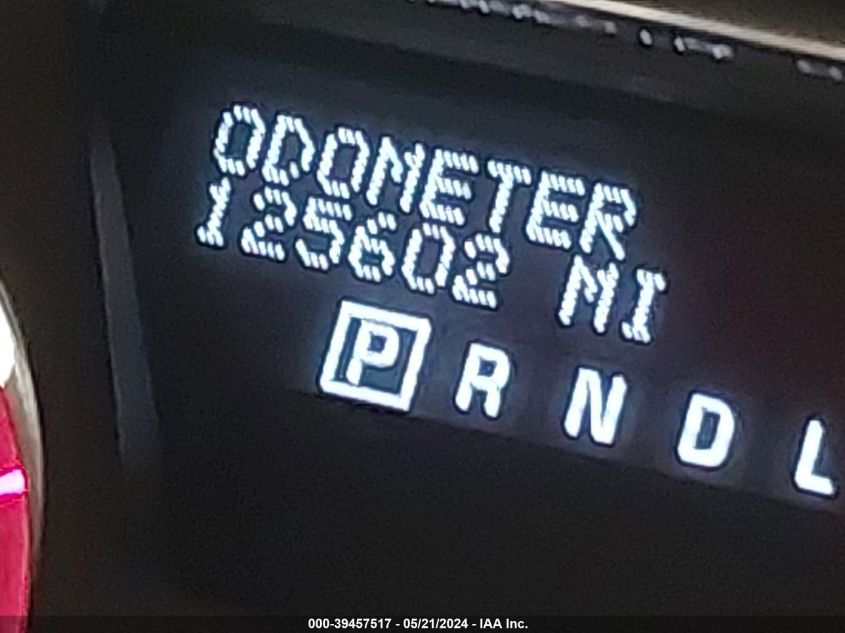 ODOMETER
125602 MI
P R N D L
000-39457517 - 05/21/2024 - IAA Inc.